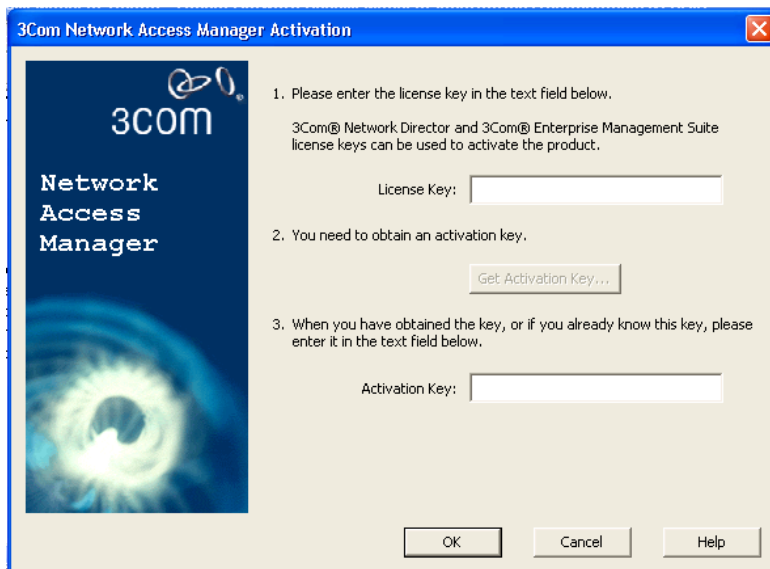 3Com Network Access Manager Activation
3COM
Network
Access
Manager
1. Please enter the license key in the text field below.
3Com® Network Director and 3Com® Enterprise Management Suite
license keys can be used to activate the product.
License Key:
2. You need to obtain an activation key.
Get Activation Key...
3. When you have obtained the key, or if you already know this key, please
enter it in the text field below.
Activation Key:
OK
Cancel
Help